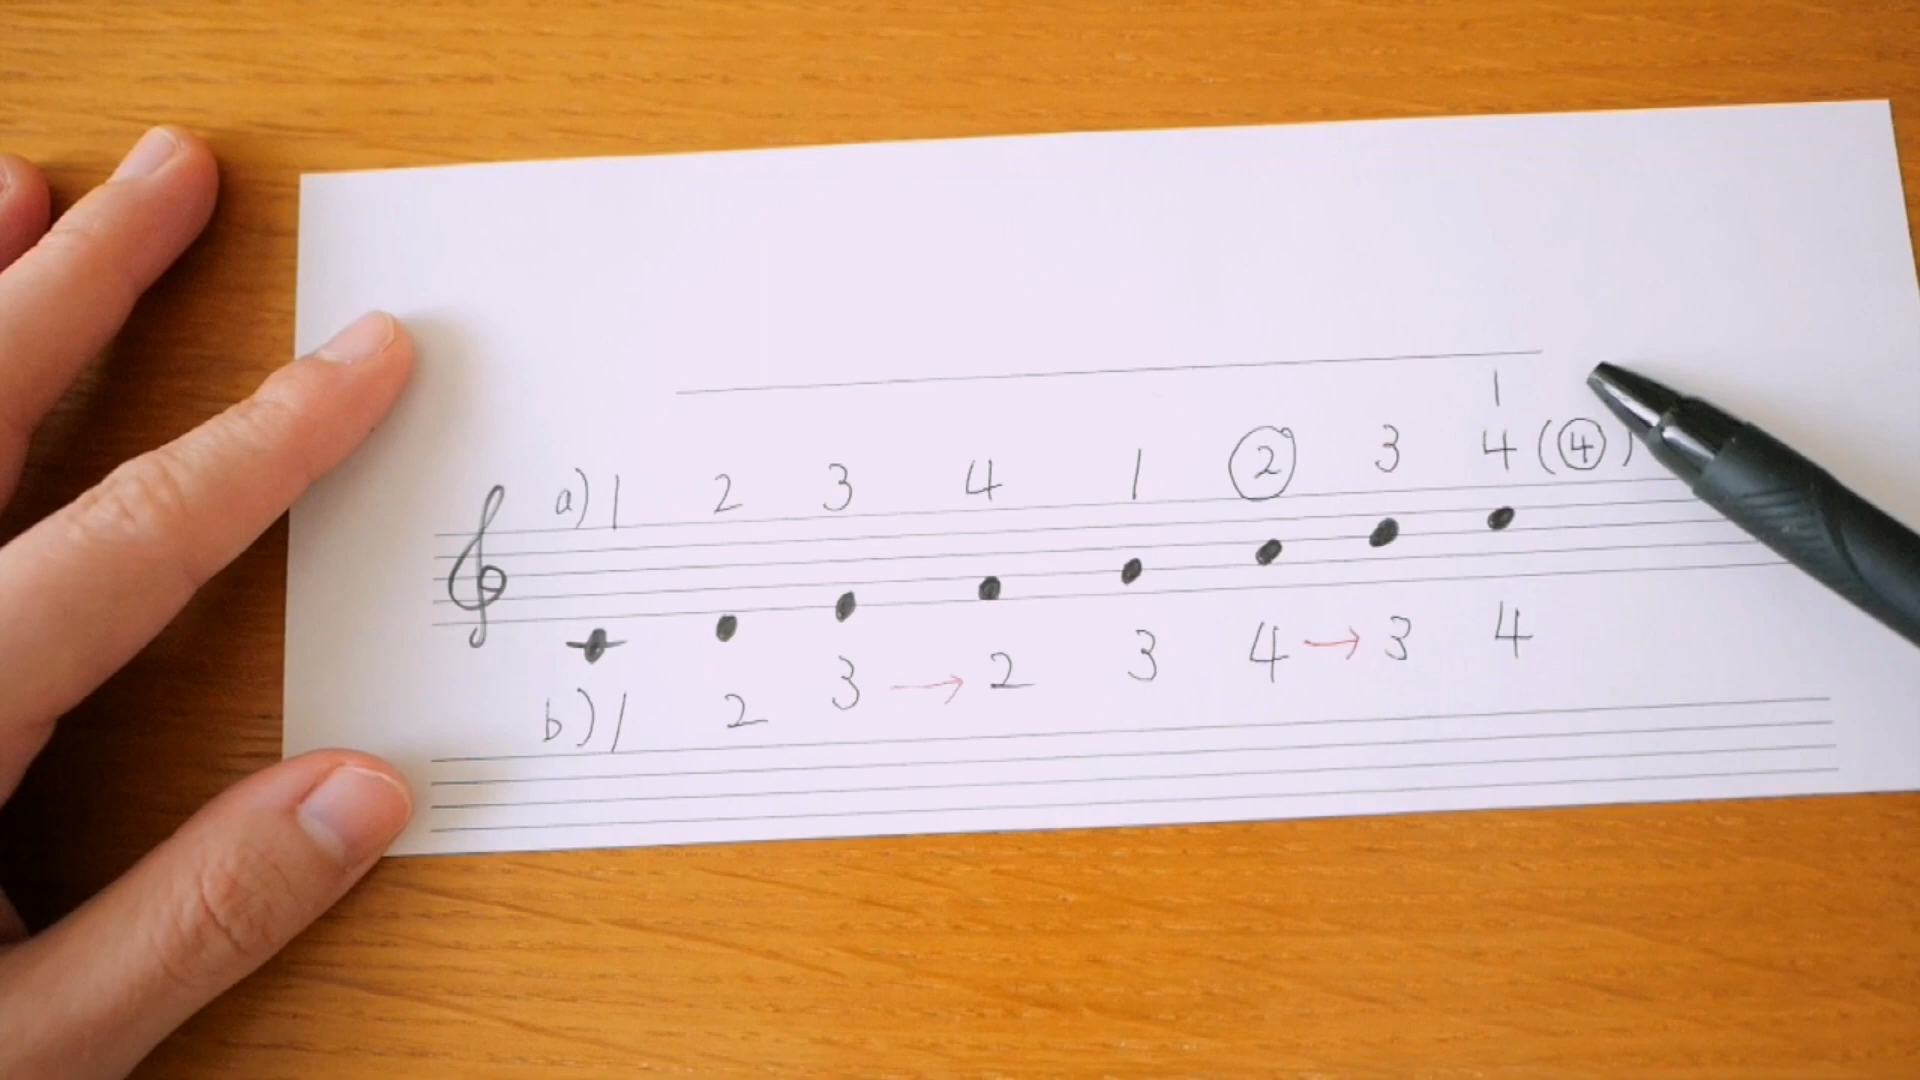 1
a) 1 2 3 4 1 ② 3 4 (④)
b) 1 2 3 → 2 3 4 → 3 4